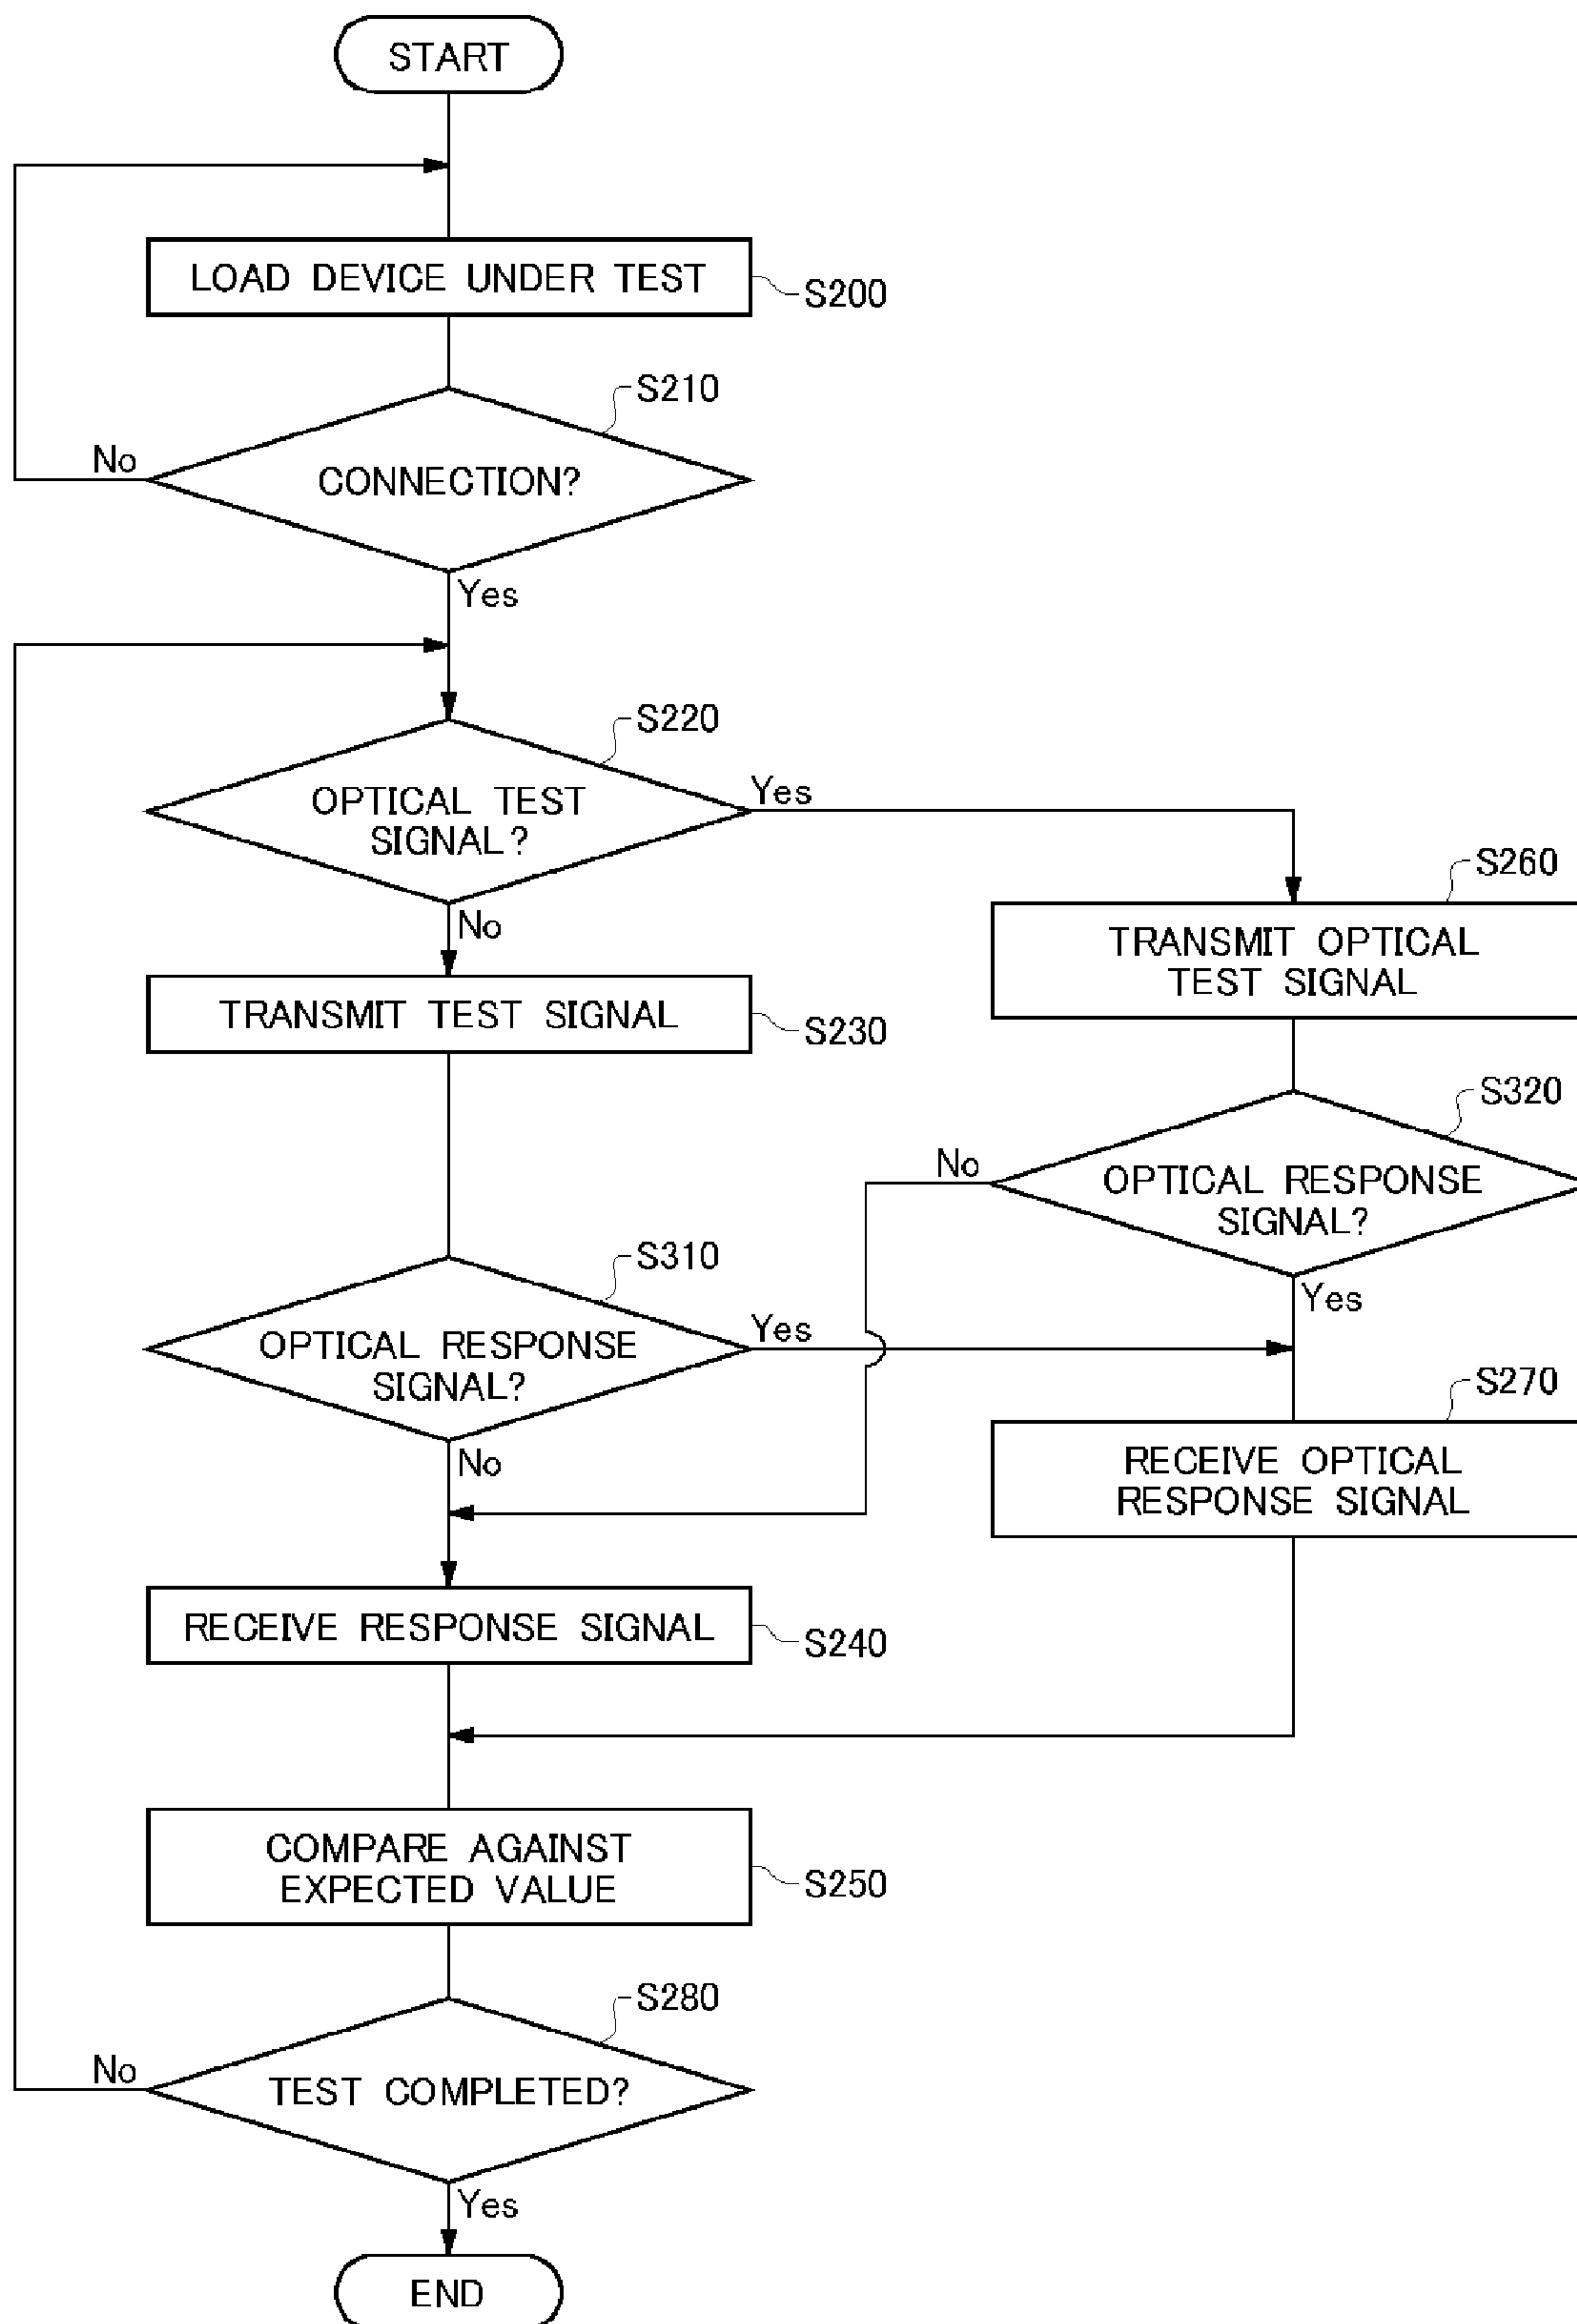 START
LOAD DEVICE UNDER TEST
S200
S210
No
CONNECTION?
Yes
S220
OPTICAL TEST
SIGNAL?
Yes
No
S260
TRANSMIT OPTICAL
TEST SIGNAL
TRANSMIT TEST SIGNAL
S230
S320
No
OPTICAL RESPONSE
SIGNAL?
Yes
S310
OPTICAL RESPONSE
SIGNAL?
Yes
No
S270
RECEIVE OPTICAL
RESPONSE SIGNAL
RECEIVE RESPONSE SIGNAL
S240
COMPARE AGAINST
EXPECTED VALUE
S250
S280
No
TEST COMPLETED?
Yes
END